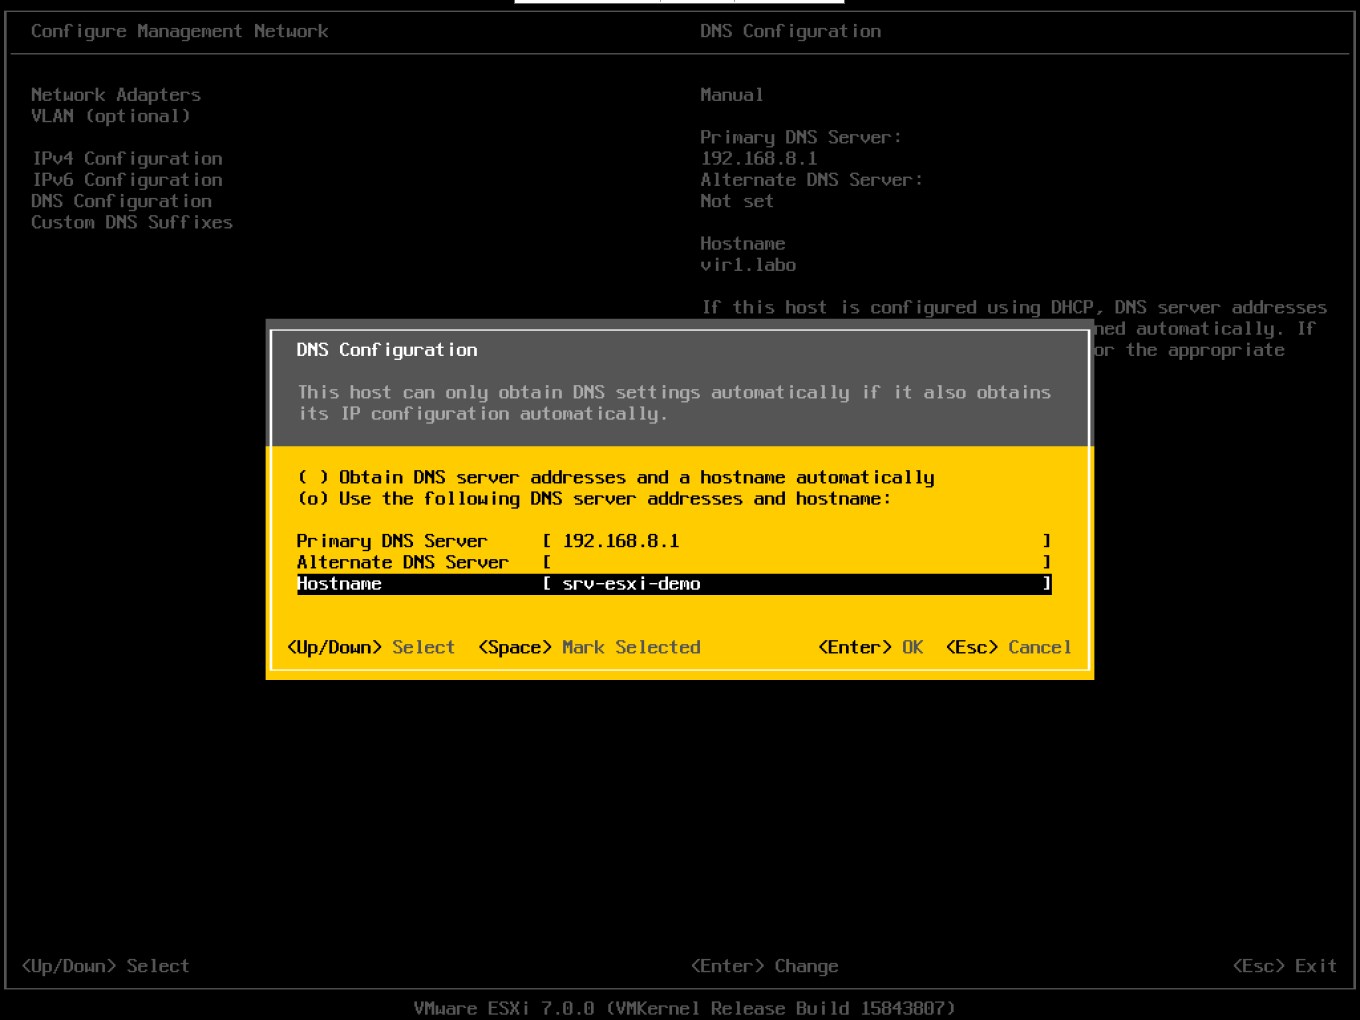 Configure Management Network
DNS Configuration
Network Adapters
VLAN (optional)
IPv4 Configuration
IPv6 Configuration
DNS Configuration
Custom DNS Suffixes
Manual
Primary DNS Server:
192.168.8.1
Alternate DNS Server:
Not set
Hostname
vir1.labo
If this host is configured using DHCP, DNS server addresses
ned automatically. If
or the appropriate
DNS Configuration
This host can only obtain DNS settings automatically if it also obtains
its IP configuration automatically.
( ) Obtain DNS server addresses and a hostname automatically
(o) Use the following DNS server addresses and hostname:
Primary DNS Server [ 192.168.8.1 ]
Alternate DNS Server [ ]
Hostname [ srv-esxi-demo ]
<Up/Down> Select <Space> Mark Selected <Enter> OK <Esc> Cancel
<Up/Down> Select <Enter> Change <Esc> Exit
VMware ESXi 7.0.0 (VMKernel Release Build 15843807)